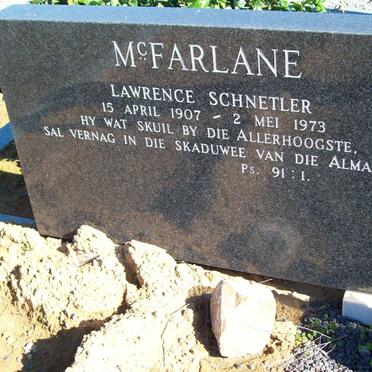 McFARLANE
LAWRENCE SCHNETLER
15 APRIL 1907 - 2 MEI 1973
HY WAT SKUIL BY DIE ALLERHOOGSTE,
SAL VERNAG IN DIE SKADUWEE VAN DIE ALMA
Ps. 91:1.